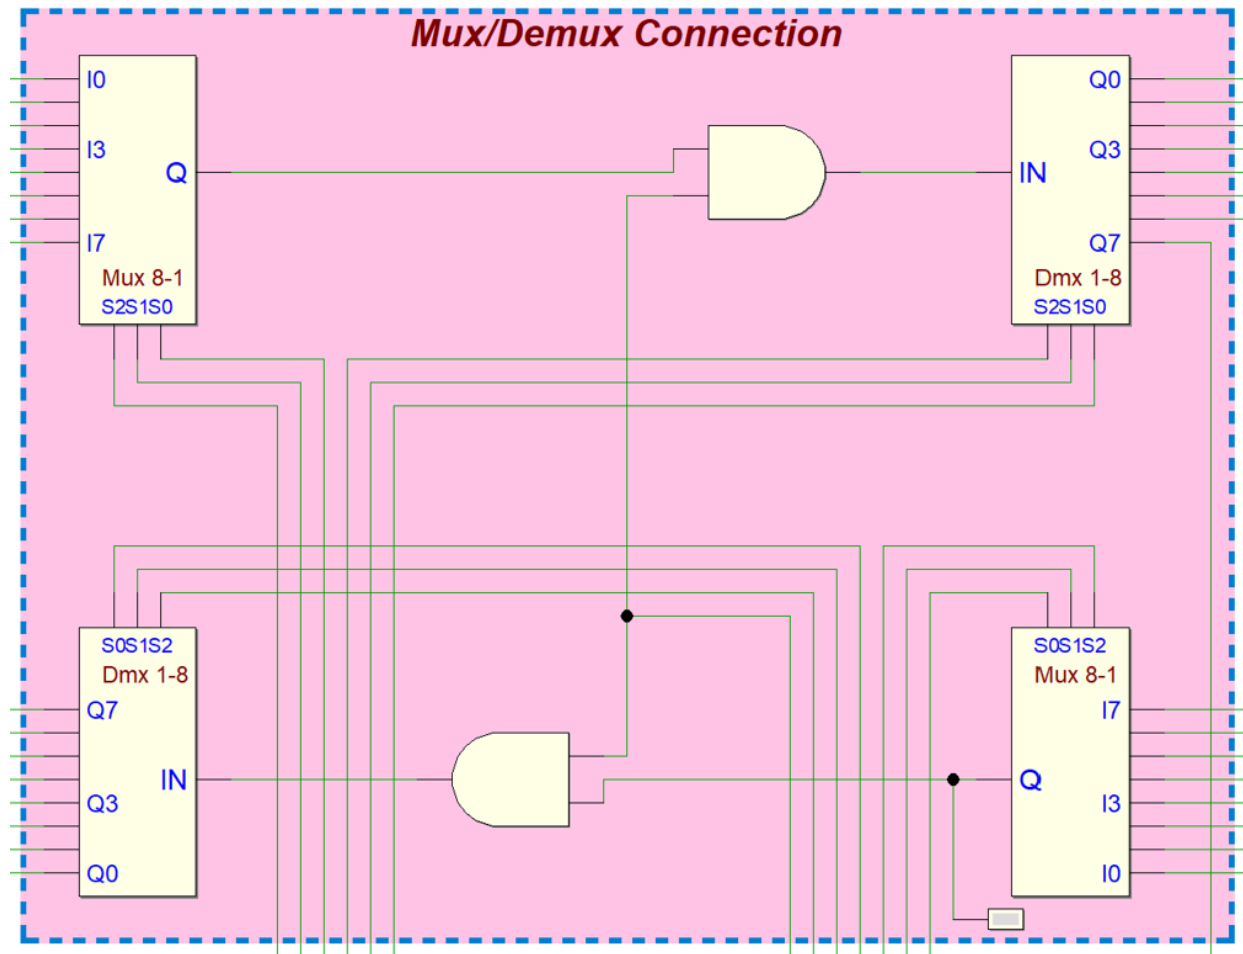 Mux/Demux Connection
I0
I3
Q
I7
Mux 8-1
S2S1S0
Q0
Q3
IN
Q7
Dmx 1-8
S2S1S0
S0S1S2
Dmx 1-8
Q7
IN
Q3
Q0
S0S1S2
Mux 8-1
I7
Q
I3
I0